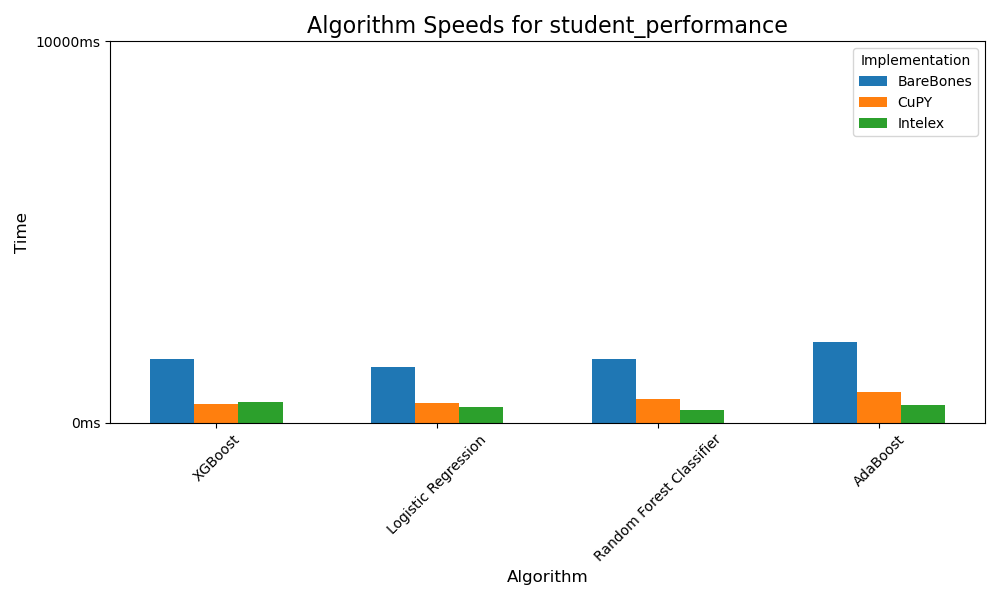 Algorithm Speeds for student_performance
10000ms
0ms
Time
Implementation
BareBones
CuPY
Intelex
XGBoost
Logistic Regression
Random Forest Classifier
AdaBoost
Algorithm